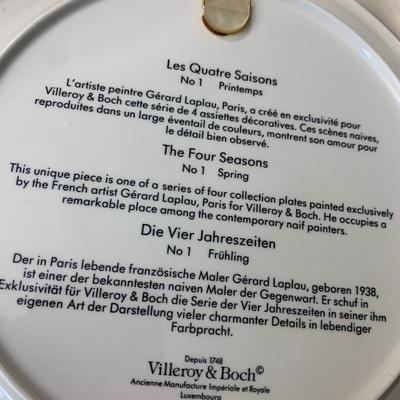 Les Quatre Saisons
No 1 Printemps
L'artiste peintre Gérard Laplau, Paris, a créé en exclusivité pour
Villeroy & Boch cette série de 4 assiettes décoratives. Ces scènes naives,
reproduites dans un large éventail de couleurs, montrent son amour pour
le détail bien observé.
The Four Seasons
No 1 Spring
This unique piece is one of a series of four collection plates painted exclusively
by the French artist Gérard Laplau, Paris for Villeroy & Boch. He occupies a
remarkable place among the contemporary naif painters.
Die Vier Jahreszeiten
No 1 Frühling
Der in Paris lebende französische Maler Gérard Laplau, geboren 1938,
ist einer der bekanntesten naiven Maler der Gegenwart. Er schuf in
Exklusivität für Villeroy & Boch die Serie der Vier Jahreszeiten in seiner ihm
eigenen Art der Darstellung vieler charmanter Details in lebendiger
Farbpracht.
Depuis 1748
Villeroy & Boch©
Ancienne Manufacture Impériale et Royale
Luxembourg